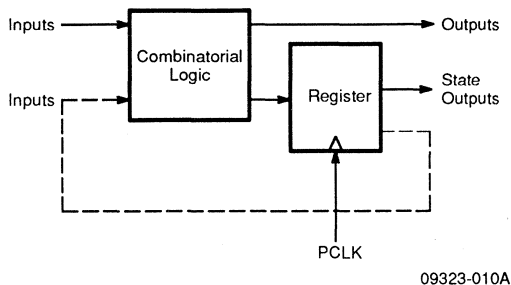 Inputs
Outputs
Combinatorial
Logic
Inputs
Register
State
Outputs
PCLK
09323-010A